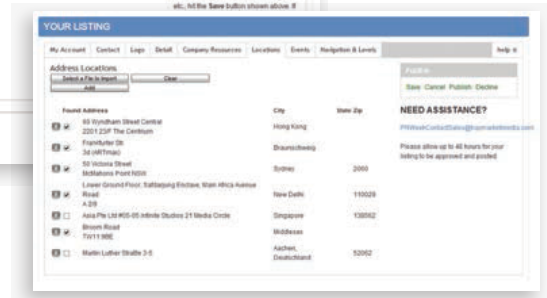 etc, hit the Save button shown above. If
YOUR LISTING
My Account Contact Logo Detail Company Resources Locations Events Navigation & Levels help
Address Locations
Select a File to Import Clear
Add
Save Cancel Publish Decline
Found Address City State Zip
NEED ASSISTANCE?
69 Wyndham Street Central
2201 23/F The Centrium
Hong Kong
Frankfurter Str.
Braunschweig
Please allow up to 48 hours for your
listing to be approved and posted.
50 Victoria Street
McMahons Point NSW
Sydney 2060
Lower Ground Floor, Safdarjung Enclave, Main Africa Avenue
Road
A 2/9
New Delhi 110029
Asia Pte Ltd #05-05 Infinite Studios 21 Media Circle Singapore 138562
Broom Road
TW11 9BE
Middlesex
Martin Luther Straße 3-5
Aachen,
Deutschland
52062